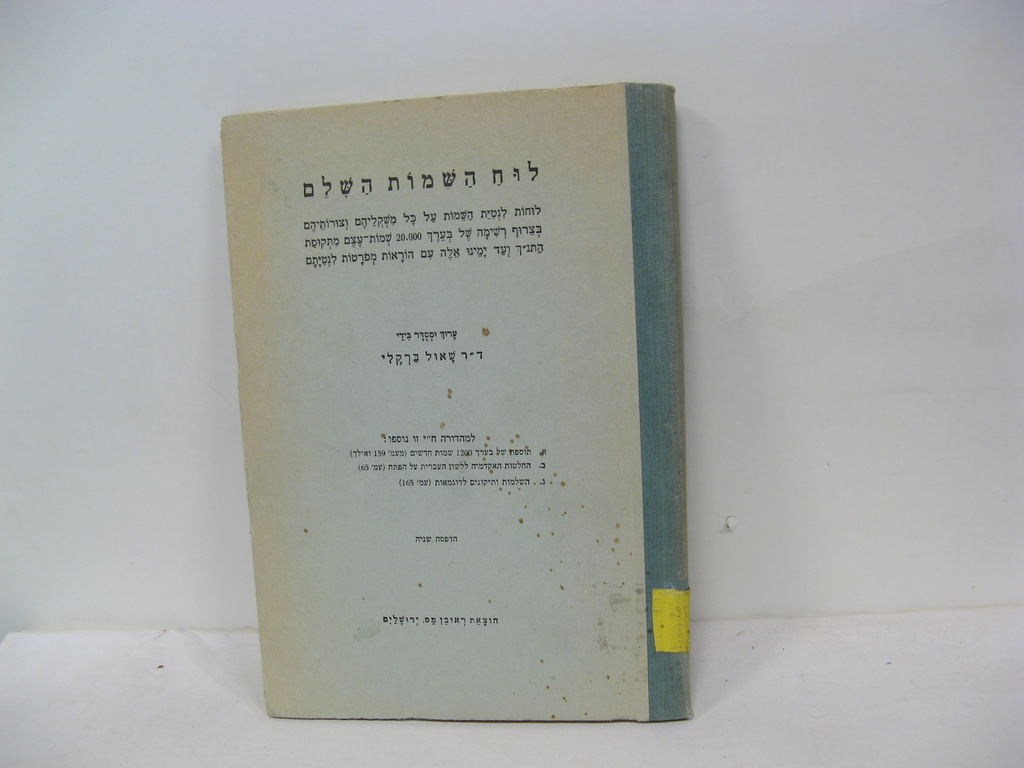 לוּחַ הַשֵּׁמוֹת הַשָּׁלֵם
לוּחוֹת לִנְטִיַּת הַשֵּׁמוֹת עַל כָּל מִשְׁקְלֵיהֶם וְצוּרוֹתֵיהֶם
בְּצֵרוּף רְשִׁימָה שֶׁל בְּעֵרֶךְ 20.000 שְׁמוֹת־עֶצֶם מִתְּקוּפַת
הַתַּנַ״ךְ וְעַד יָמֵינוּ אֵלֶּה עִם הוֹרָאוֹת מְפֹרָטוֹת לִנְטִיָּתָם
עָרוּךְ וּמְסֻדָּר בִּידֵי
ד״ר שָׁאוּל בַּרְקָלִי
למהדורה ח״י זו נוספו:
א. תוספת של בערך 1200 שמות חדשים (מעמ׳ 159 ואילך)
ב. החלטות האקדמיה ללשון העברית על הפתח (עמ׳ 65)
ג. השלמות ותיקונים לדוגמאות (עמ׳ 165)
הדפסה שניה
הוֹצָאַת רְאוּבֵן מַס, יְרוּשָׁלַיִם